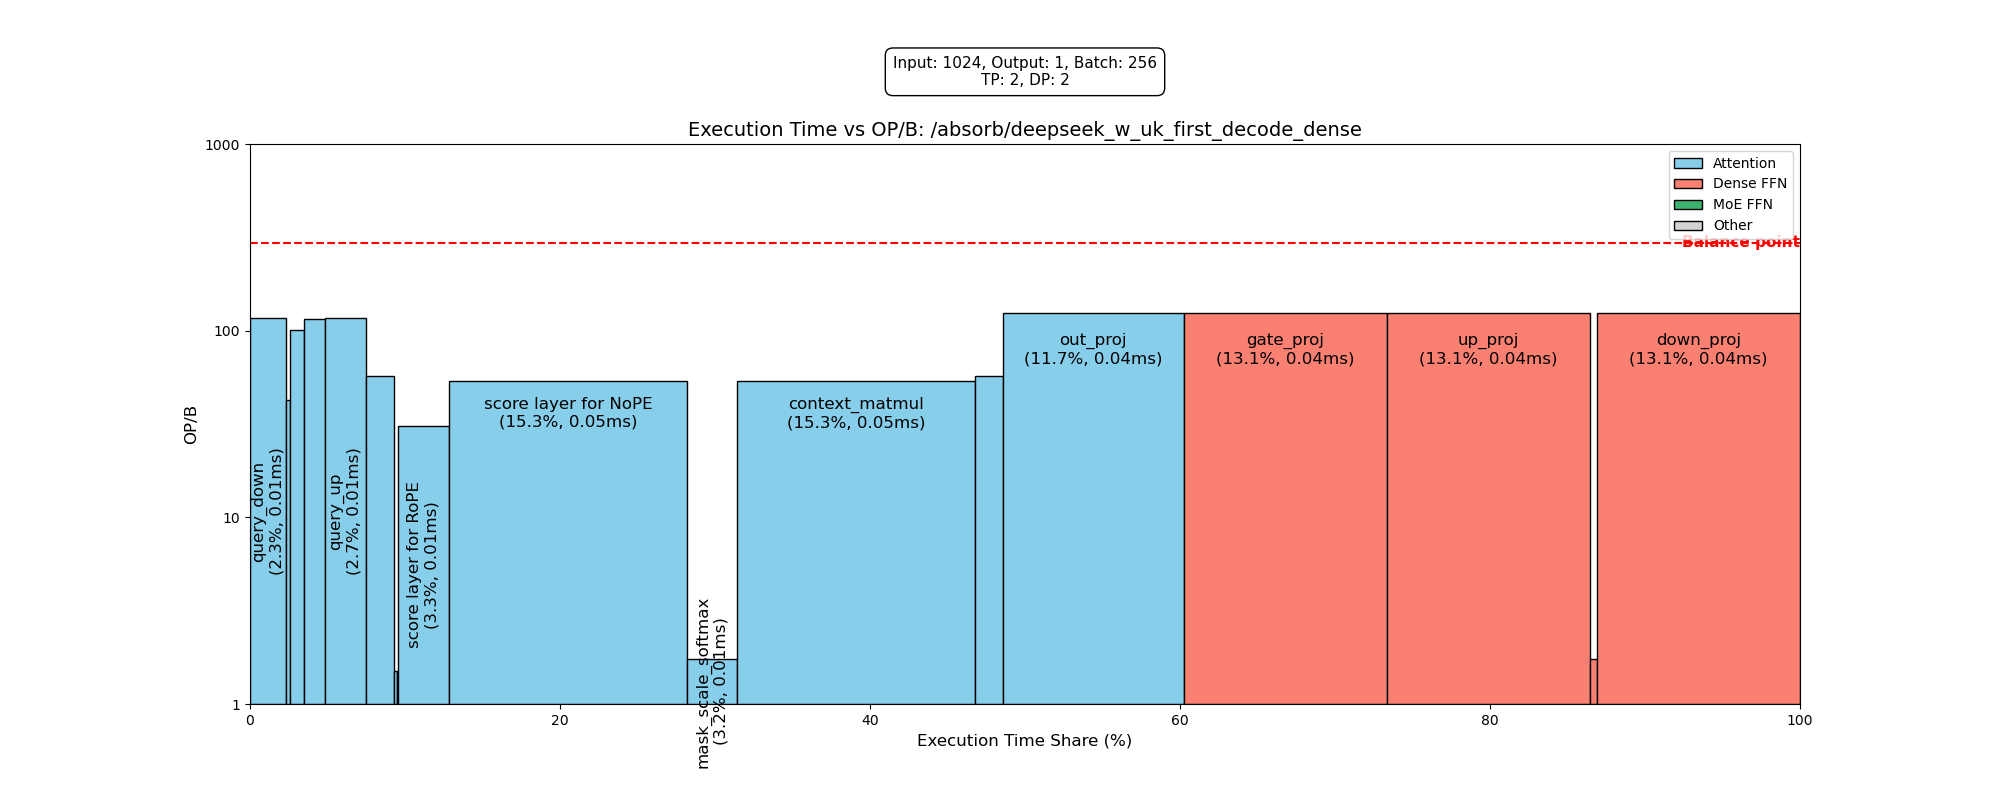 Input: 1024, Output: 1, Batch: 256
TP: 2, DP: 2
Execution Time vs OP/B: /absorb/deepseek_w_uk_first_decode_dense
1000
100
10
1
OP/B
Attention
Dense FFN
MoE FFN
Other
Balance point
query_down
(2.3%, 0.01ms)
query_up
(2.7%, 0.01ms)
score layer for RoPE
(3.3%, 0.01ms)
score layer for NoPE
(15.3%, 0.05ms)
mask_scale_softmax
(3.2%, 0.01ms)
context_matmul
(15.3%, 0.05ms)
out_proj
(11.7%, 0.04ms)
gate_proj
(13.1%, 0.04ms)
up_proj
(13.1%, 0.04ms)
down_proj
(13.1%, 0.04ms)
0
20
40
60
80
100
Execution Time Share (%)